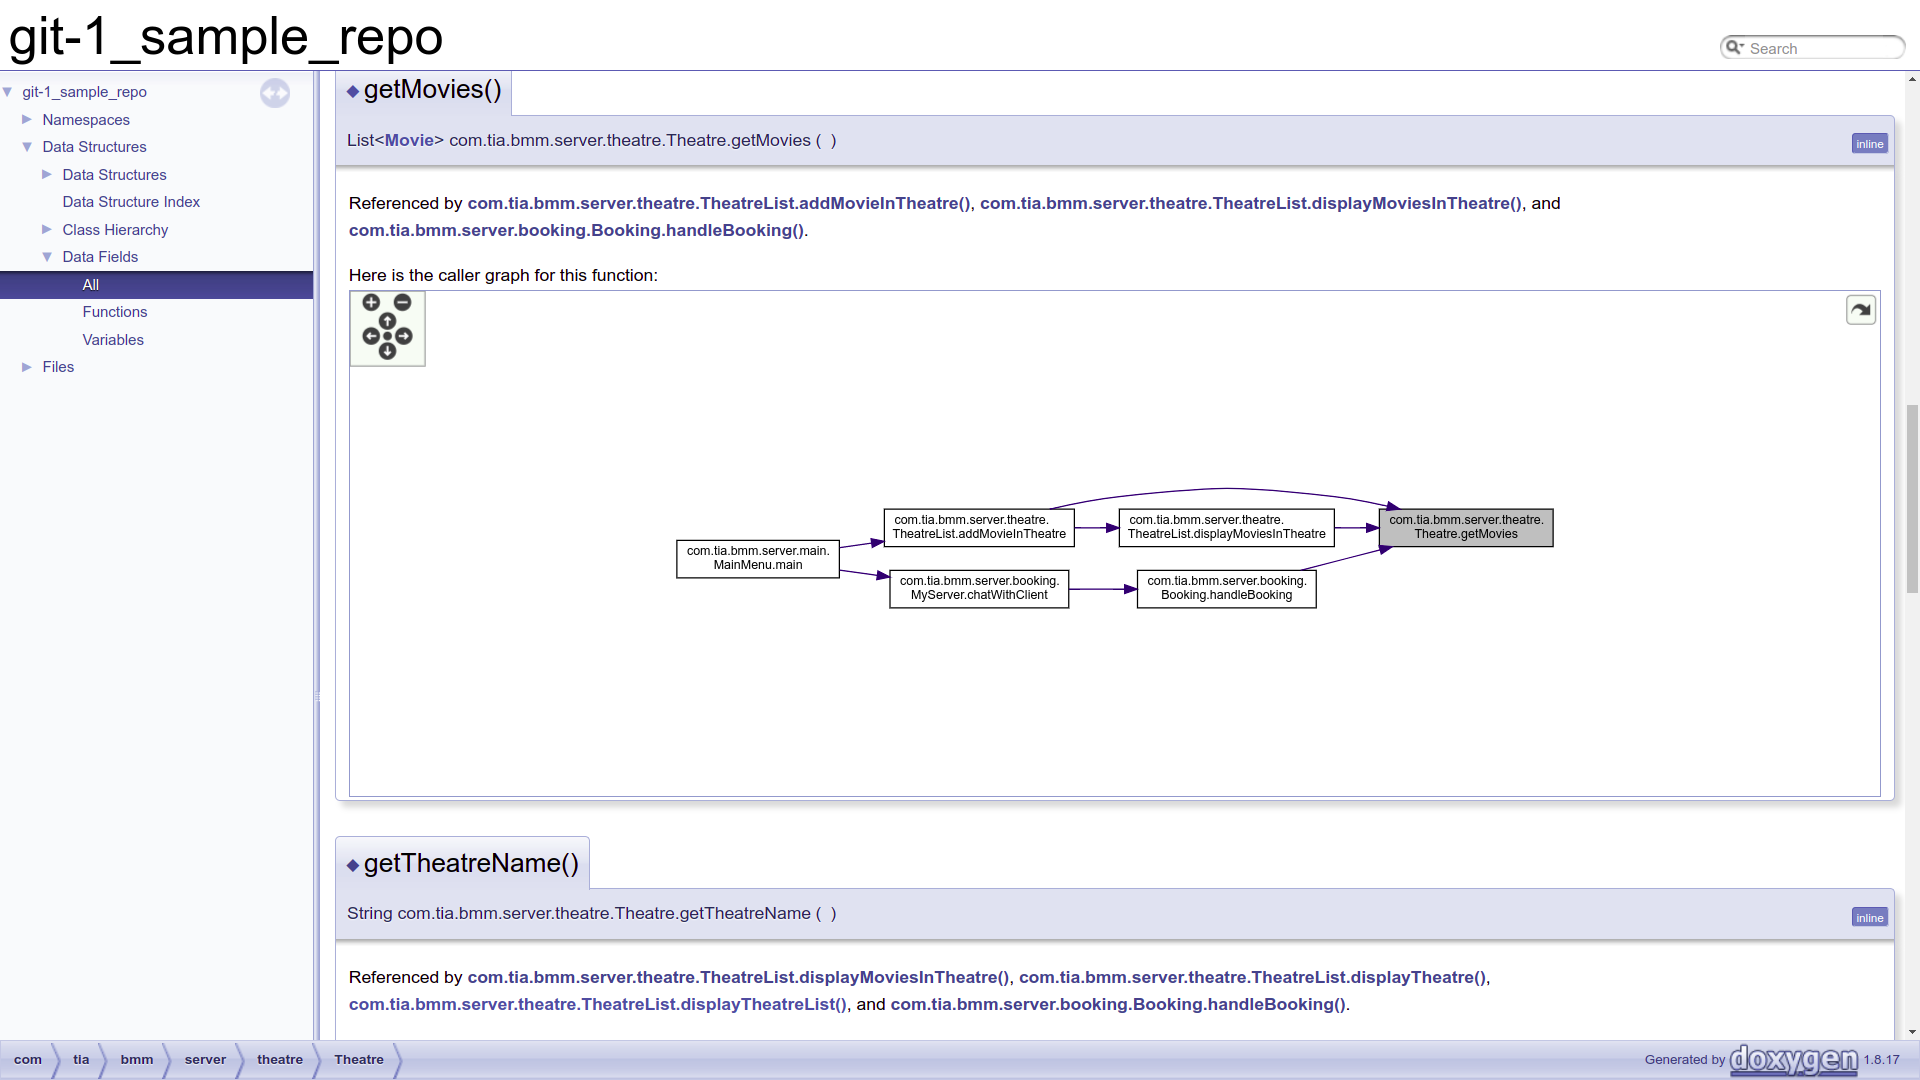 git-1_sample_repo
Search
git-1_sample_repo
Namespaces
Data Structures
Data Structures
Data Structure Index
Class Hierarchy
Data Fields
All
Functions
Variables
Files
◆ getMovies()
List<Movie> com.tia.bmm.server.theatre.Theatre.getMovies ( )
inline
Referenced by com.tia.bmm.server.theatre.TheatreList.addMovieInTheatre(), com.tia.bmm.server.theatre.TheatreList.displayMoviesInTheatre(), and
com.tia.bmm.server.booking.Booking.handleBooking().
Here is the caller graph for this function:
com.tia.bmm.server.main.
MainMenu.main
com.tia.bmm.server.theatre.
TheatreList.addMovieInTheatre
com.tia.bmm.server.theatre.
TheatreList.displayMoviesInTheatre
com.tia.bmm.server.theatre.
Theatre.getMovies
com.tia.bmm.server.booking.
MyServer.chatWithClient
com.tia.bmm.server.booking.
Booking.handleBooking
◆ getTheatreName()
String com.tia.bmm.server.theatre.Theatre.getTheatreName ( )
inline
Referenced by com.tia.bmm.server.theatre.TheatreList.displayMoviesInTheatre(), com.tia.bmm.server.theatre.TheatreList.displayTheatre(),
com.tia.bmm.server.theatre.TheatreList.displayTheatreList(), and com.tia.bmm.server.booking.Booking.handleBooking().
com tia bmm server theatre Theatre
Generated by doxygen 1.8.17